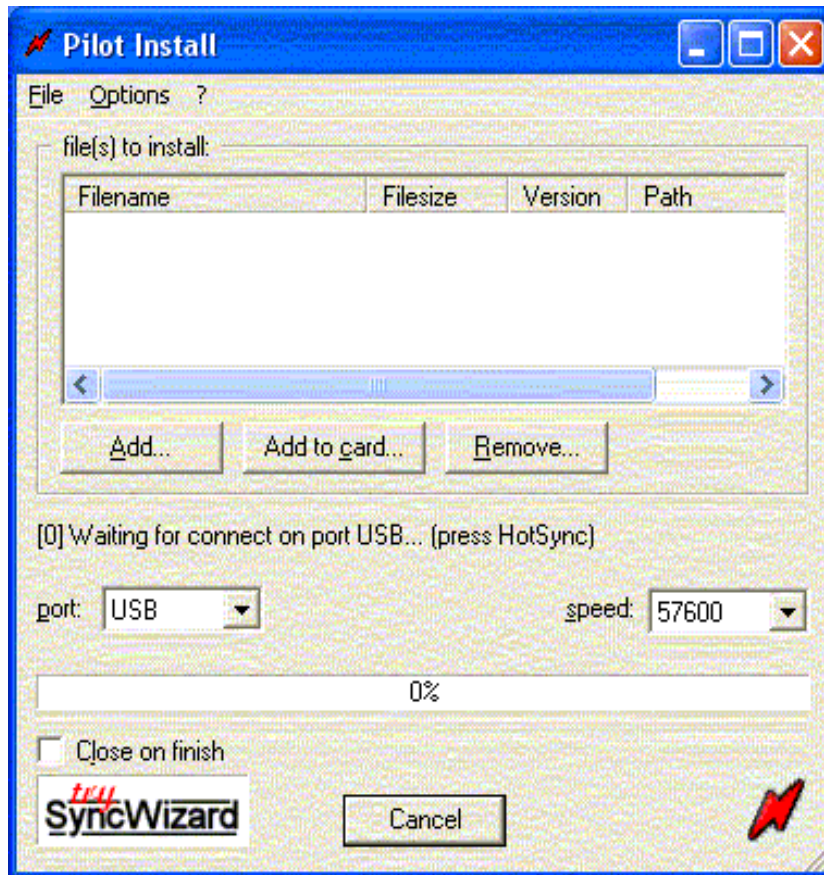 Pilot Install
File Options ?
file(s) to install:
Filename Filesize Version Path
Add... Add to card... Remove...
[0] Waiting for connect on port USB... (press HotSync)
port: USB speed: 57600
0%
Close on finish
try
SyncWizard
Cancel